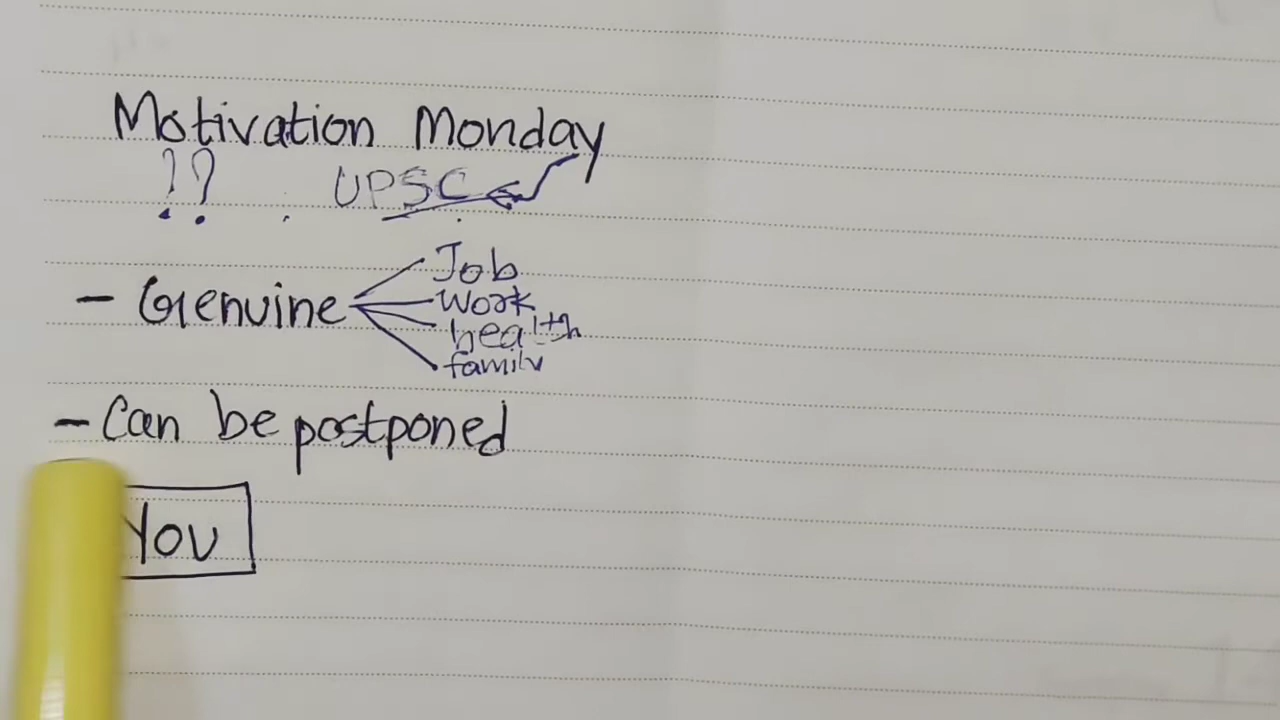 Motivation Monday
?? UPSC
- Genuine
Job
Work
health
family
- Can be postponed
You